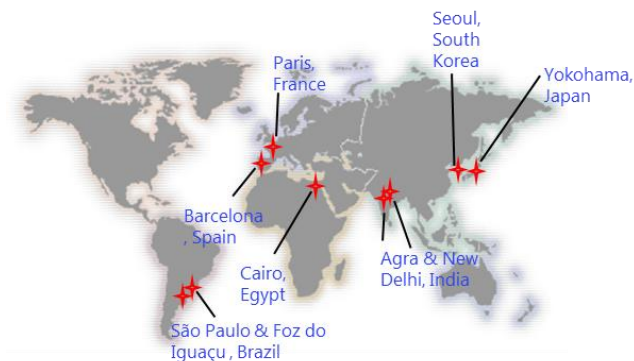 Seoul,
South
Korea
Paris,
France
Yokohama,
Japan
Barcelona
, Spain
Cairo,
Egypt
Agra & New
Delhi, India
São Paulo & Foz do
Iguaçu , Brazil